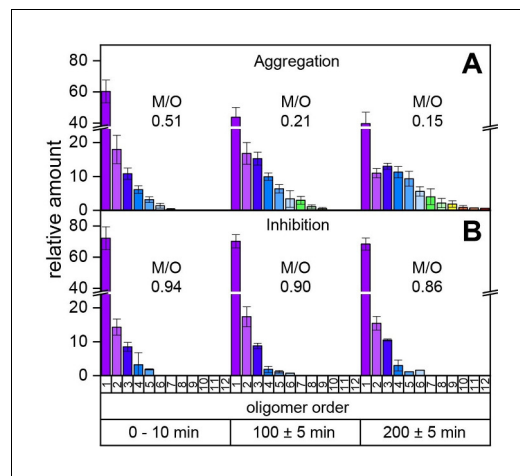 Aggregation A
80
60
40
20
10
0
M/O
0.51
M/O
0.21
M/O
0.15
relative amount
Inhibition B
80
60
40
20
10
0
M/O
0.94
M/O
0.90
M/O
0.86
1 2 3 4 5 6 7 8 9 10 11 12 1 2 3 4 5 6 7 8 9 10 11 12 1 2 3 4 5 6 7 8 9 10 11 12
oligomer order
0 - 10 min 100 ± 5 min 200 ± 5 min